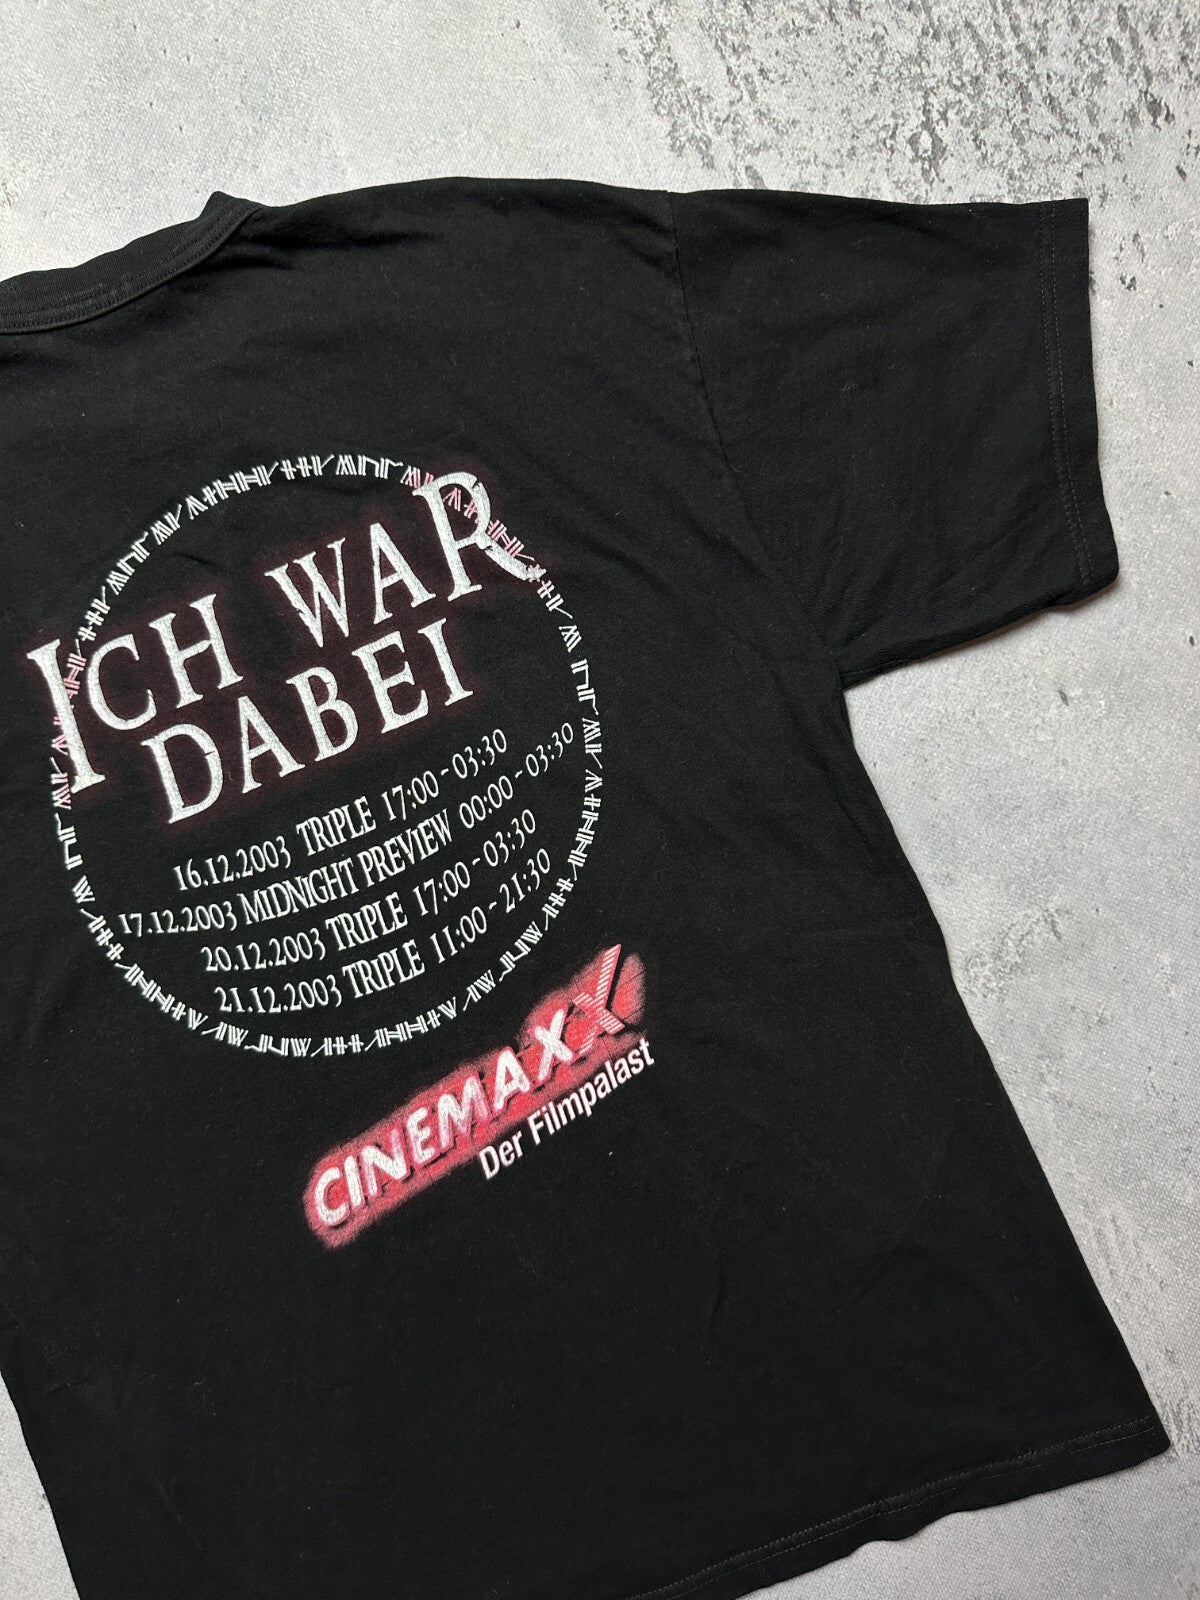 ICH WAR
DABEI
16.12.2003 TRIPLE 17:00 - 03:30
17.12.2003 MIDNIGHT PREVIEW 00:00 - 03:30
20.12.2003 TRIPLE 17:00 - 03:30
21.12.2003 TRIPLE 11:00 - 21:30
CINEMAXX
Der Filmpalast